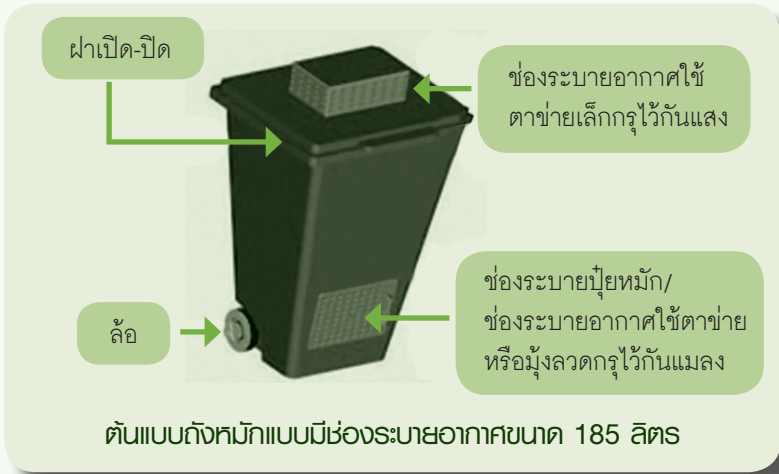 ฝาเปิด-ปิด
ช่องระบายอากาศใช้
ตาข่ายเล็กกรุไว้กันแสง
ช่องระบายปุ๋ยหมัก/
ช่องระบายอากาศใช้ตาข่าย
หรือมุ้งลวดกรุไว้กันแมลง
ล้อ
ต้นแบบถังหมักแบบมีช่องระบายอากาศขนาด 185 ลิตร